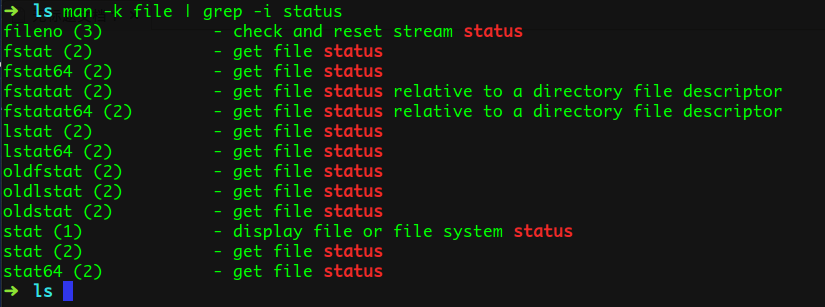 ➜ ls man -k file | grep -i status
fileno (3) - check and reset stream status
fstat (2) - get file status
fstat64 (2) - get file status
fstatat (2) - get file status relative to a directory file descriptor
fstatat64 (2) - get file status relative to a directory file descriptor
lstat (2) - get file status
lstat64 (2) - get file status
oldfstat (2) - get file status
oldlstat (2) - get file status
oldstat (2) - get file status
stat (1) - display file or file system status
stat (2) - get file status
stat64 (2) - get file status
➜ ls